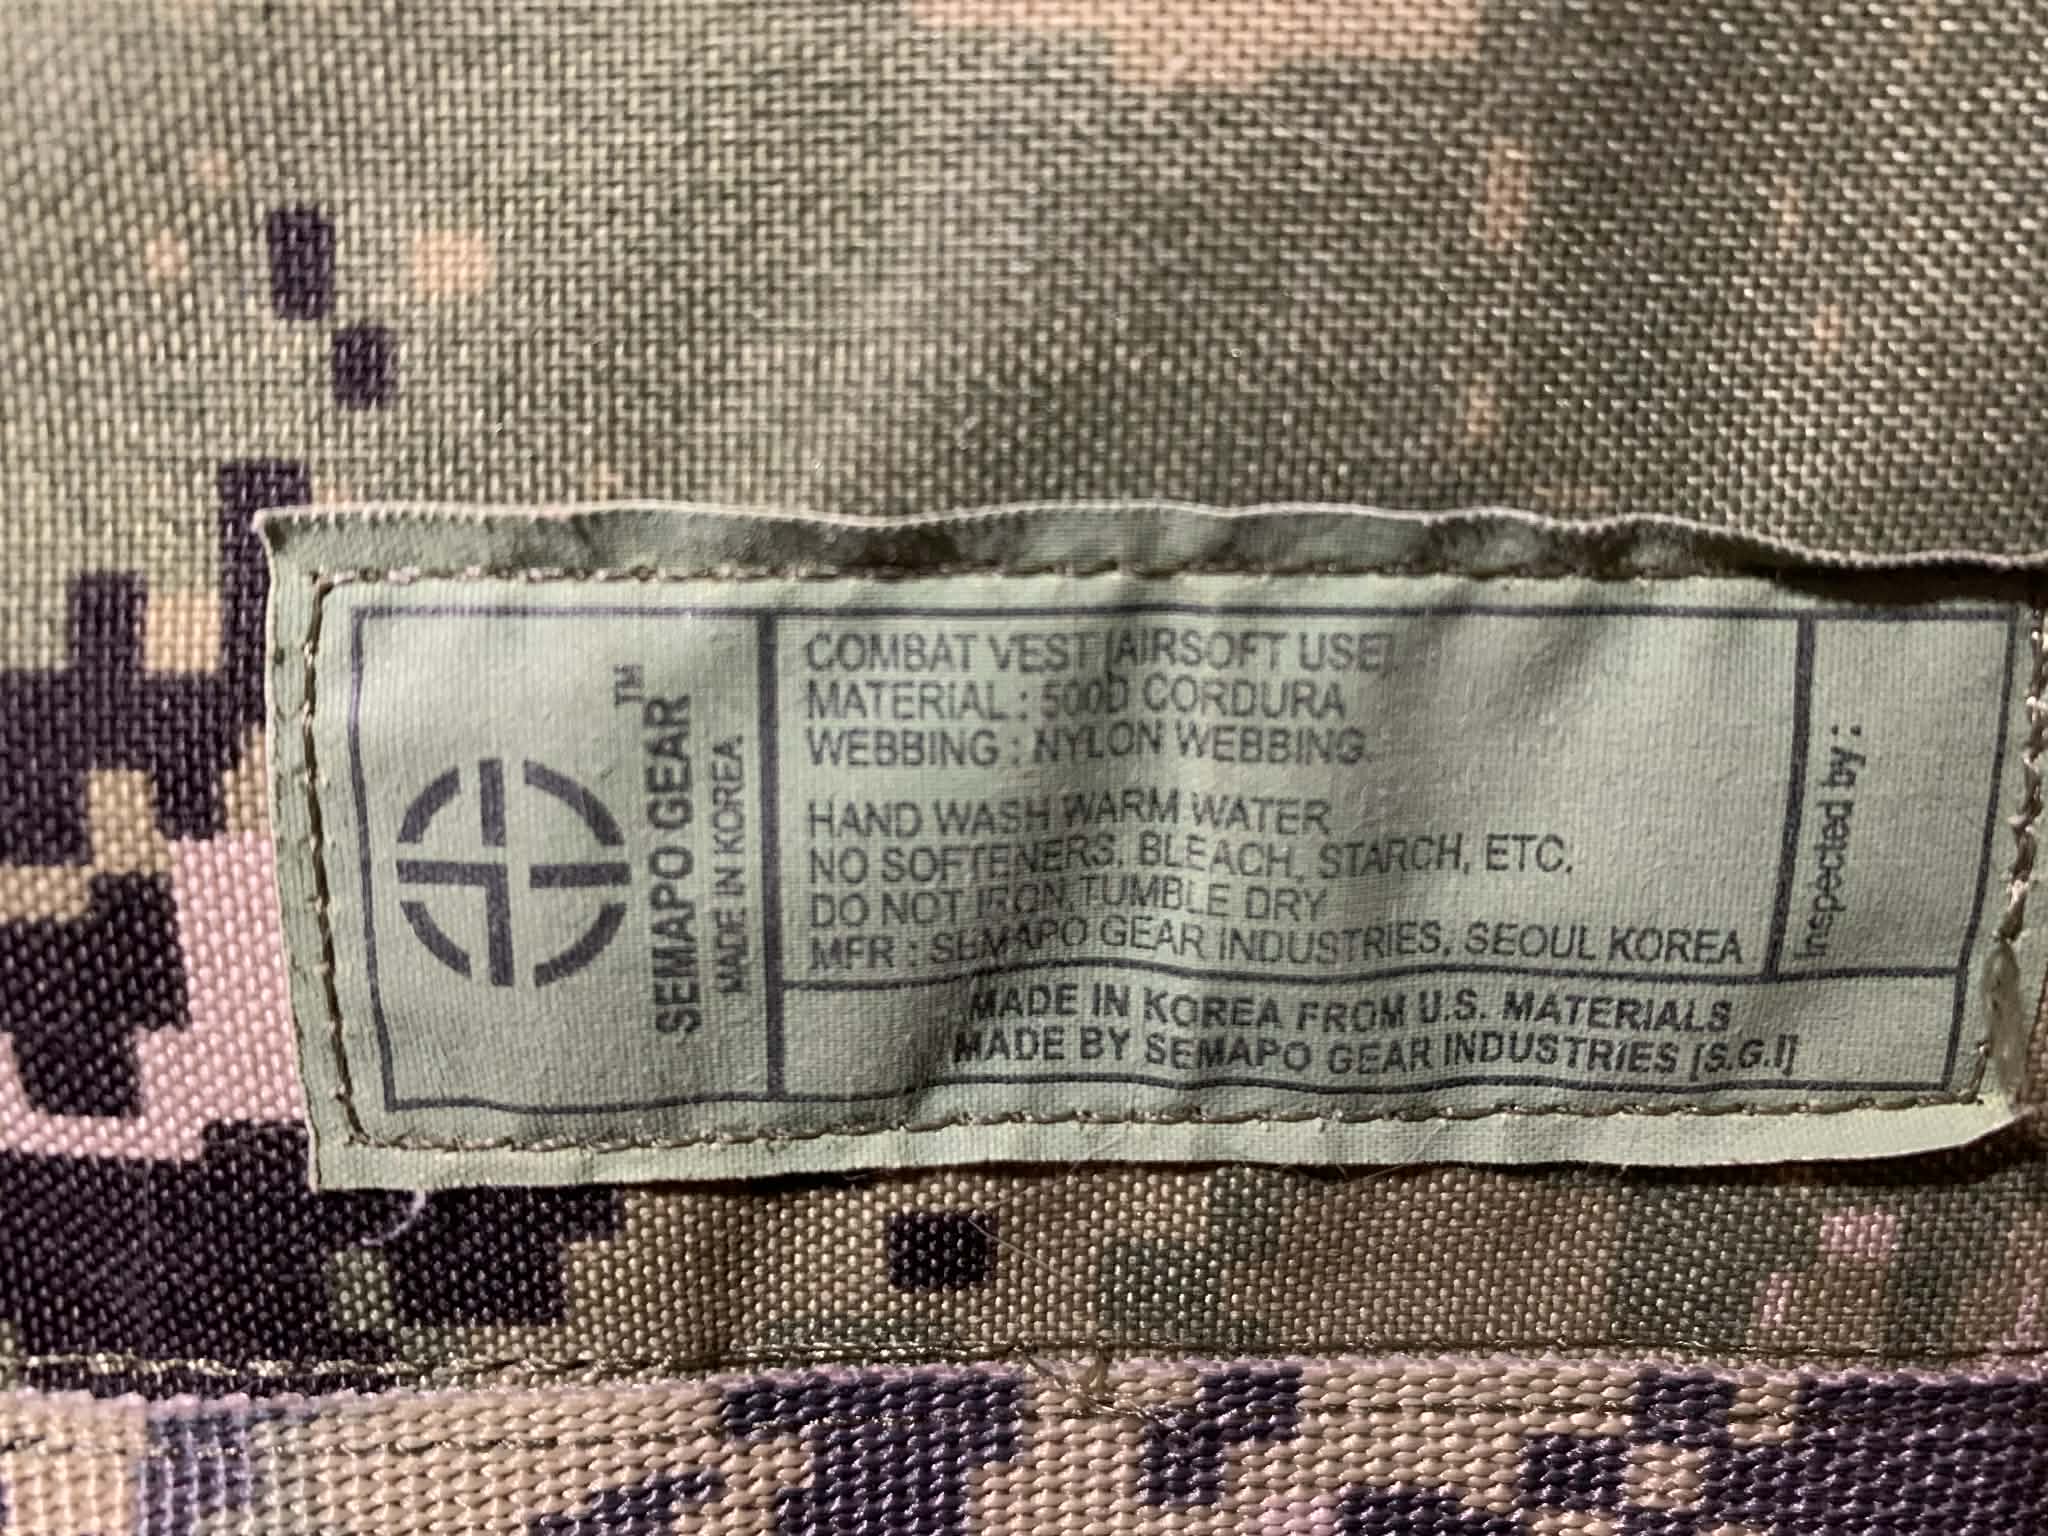 SEMAPO GEAR™
MADE IN KOREA
COMBAT VEST [AIRSOFT USE]
MATERIAL : 500D CORDURA
WEBBING : NYLON WEBBING.
HAND WASH WARM WATER
NO SOFTENERS, BLEACH, STARCH, ETC.
DO NOT IRON, TUMBLE DRY
MFR : SEMAPO GEAR INDUSTRIES, SEOUL KOREA
Inspected by :
MADE IN KOREA FROM U.S. MATERIALS
MADE BY SEMAPO GEAR INDUSTRIES [S.G.I]